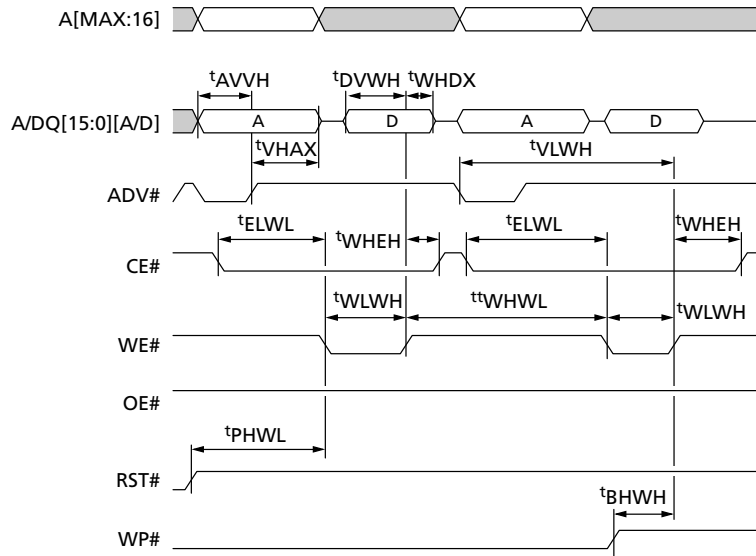 A[MAX:16]
tAVVH tDVWH tWHDX
A/DQ[15:0][A/D] A D A D
tVHAX tVLWH
ADV#
tELWL tWHEH tELWL tWHEH
CE#
tWLWH ttWHWL tWLWH
WE#
OE#
tPHWL
RST#
tBHWH
WP#